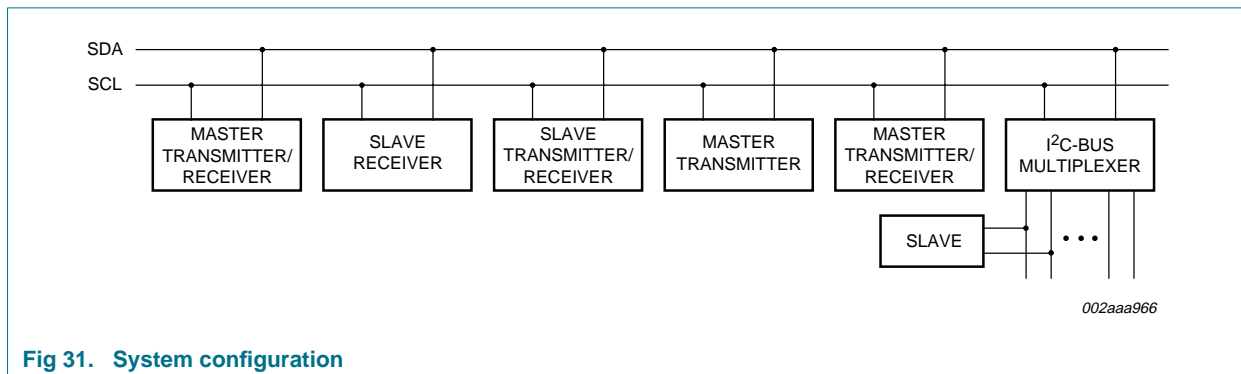 SDA
SCL
MASTER
TRANSMITTER/
RECEIVER
SLAVE
RECEIVER
SLAVE
TRANSMITTER/
RECEIVER
MASTER
TRANSMITTER
MASTER
TRANSMITTER/
RECEIVER
I²C-BUS
MULTIPLEXER
SLAVE
002aaa966
Fig 31. System configuration